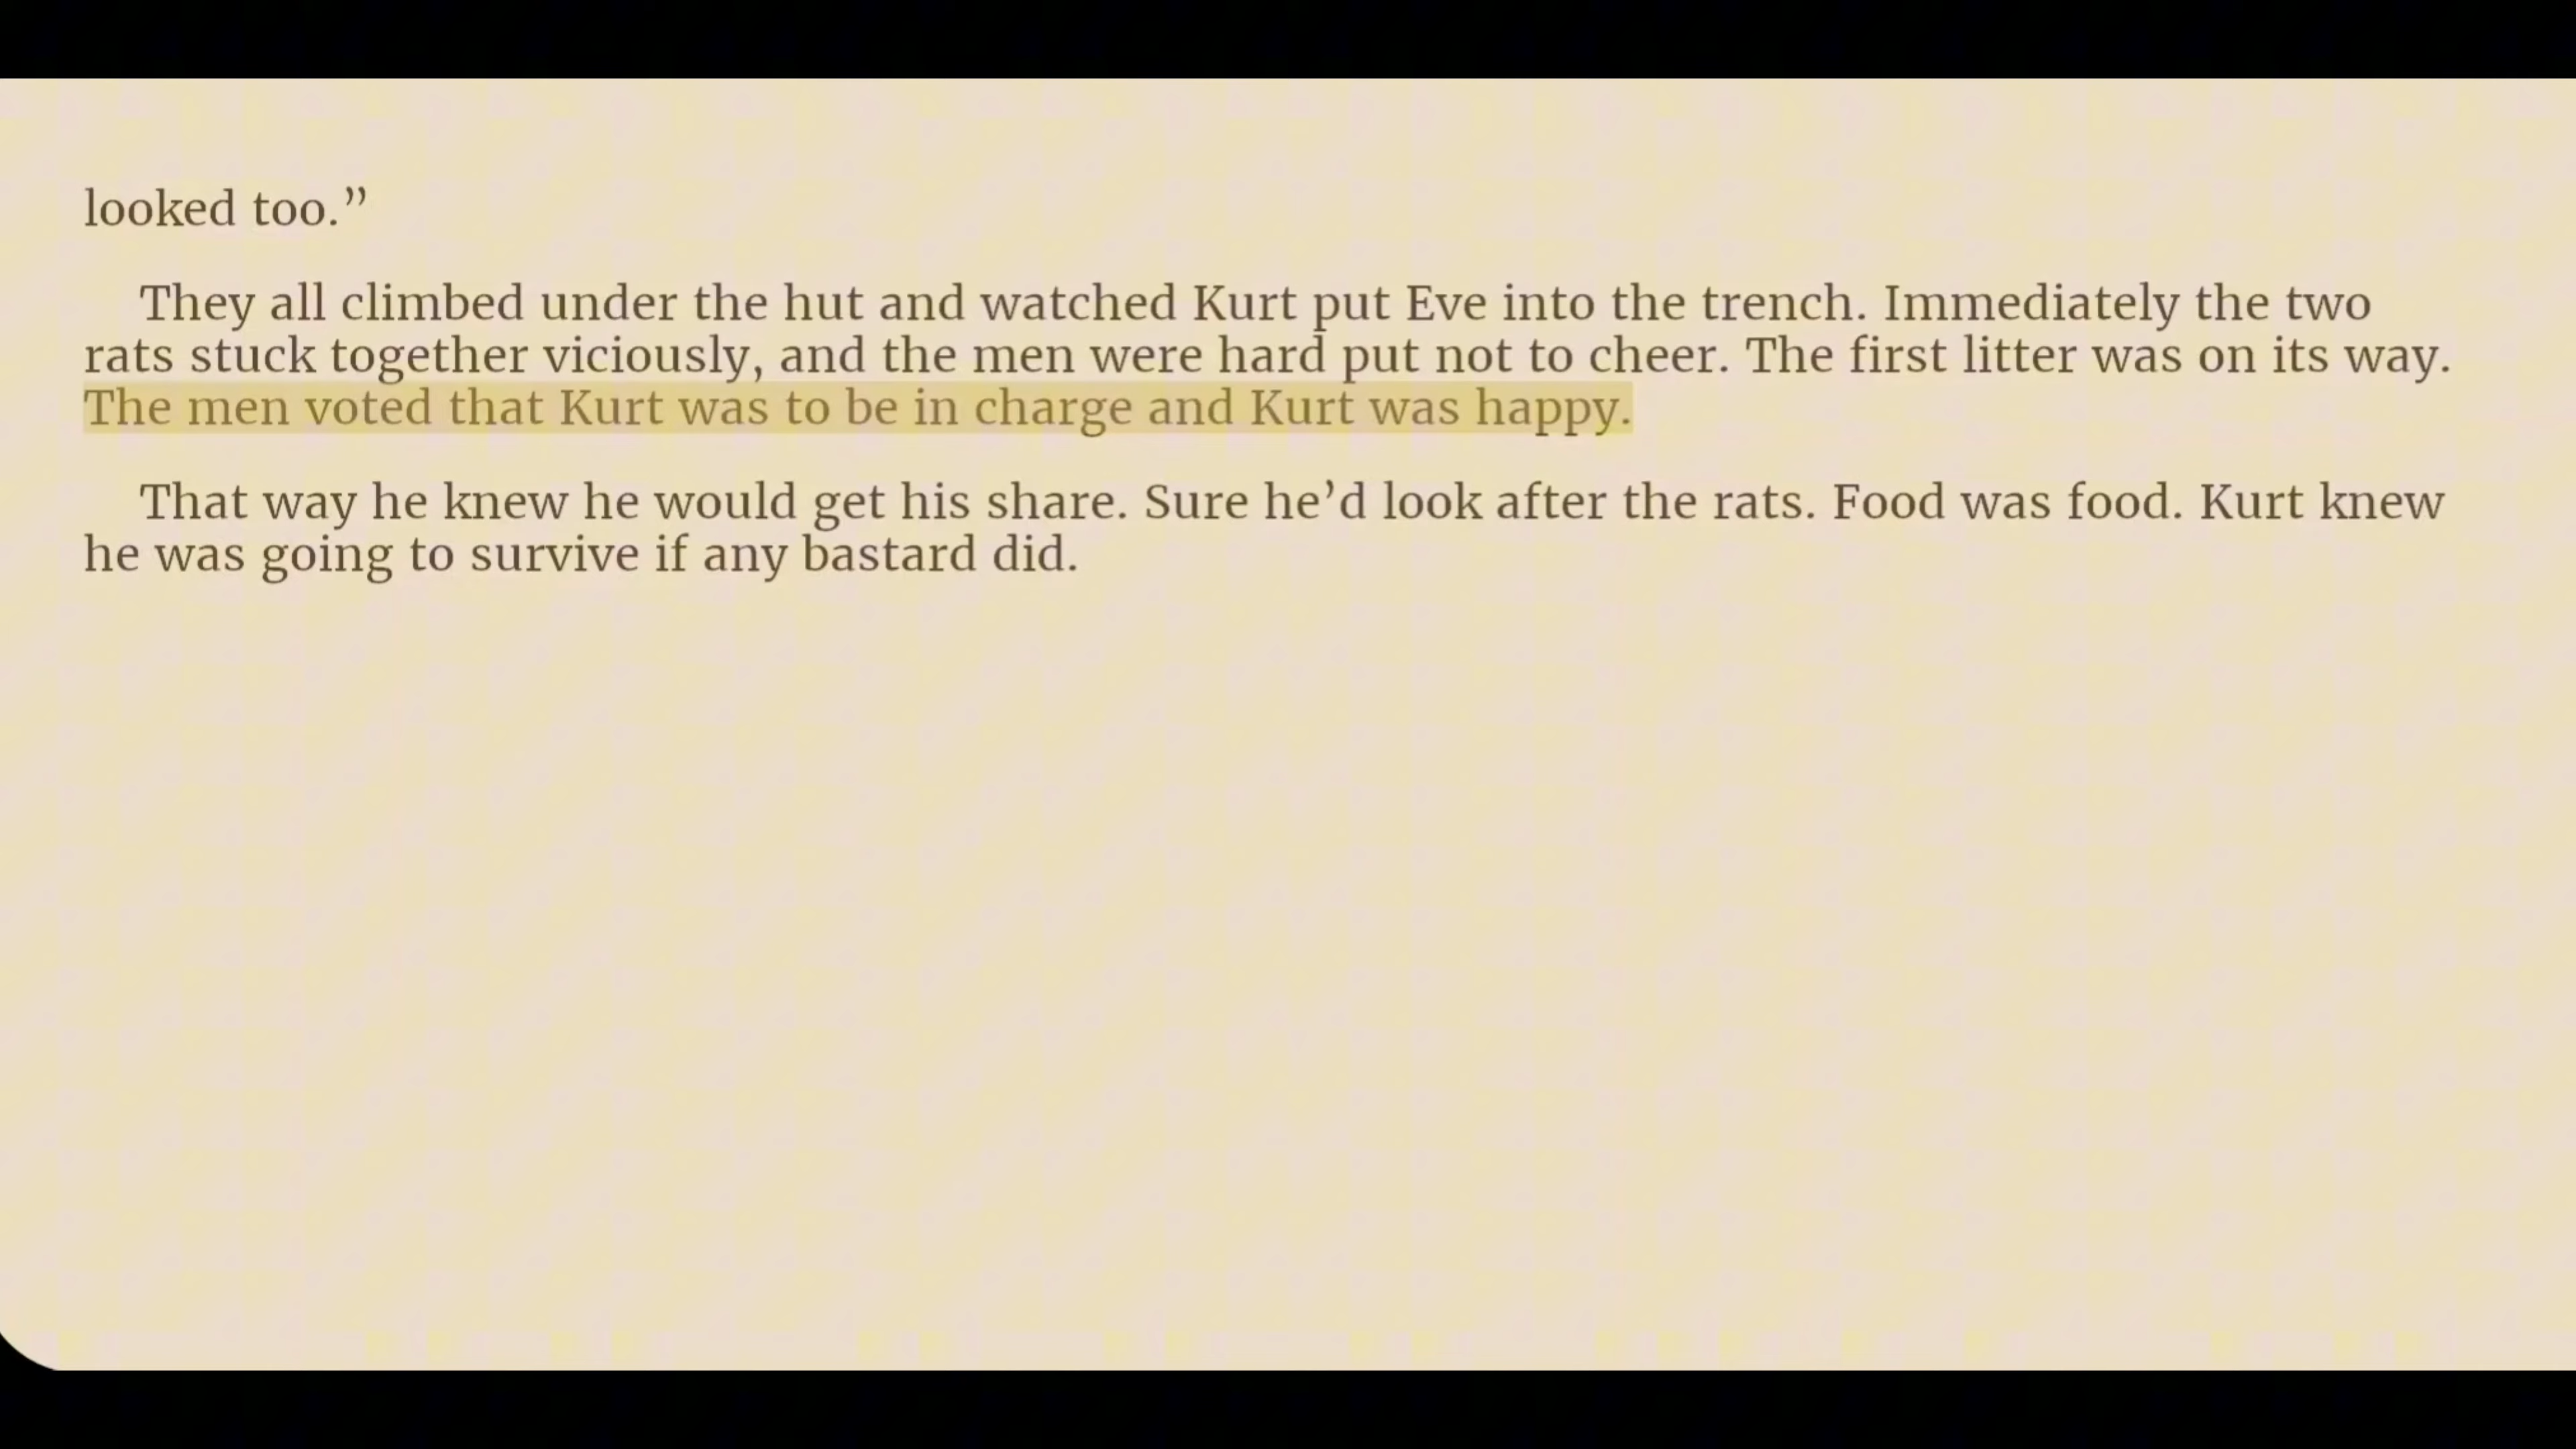 looked too.”
They all climbed under the hut and watched Kurt put Eve into the trench. Immediately the two
rats stuck together viciously, and the men were hard put not to cheer. The first litter was on its way.
The men voted that Kurt was to be in charge and Kurt was happy.
That way he knew he would get his share. Sure he’d look after the rats. Food was food. Kurt knew
he was going to survive if any bastard did.